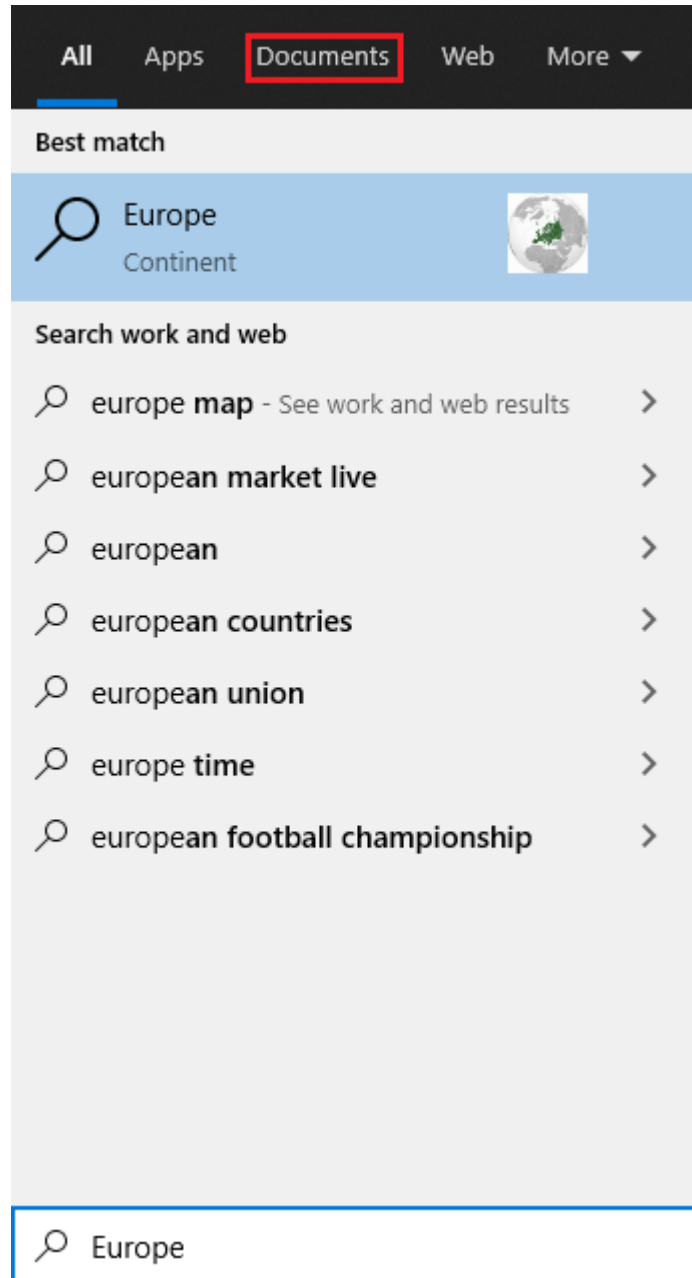 All Apps Documents Web More
Best match
Europe
Continent
Search work and web
europe map - See work and web results
european market live
european
european countries
european union
europe time
european football championship
Europe